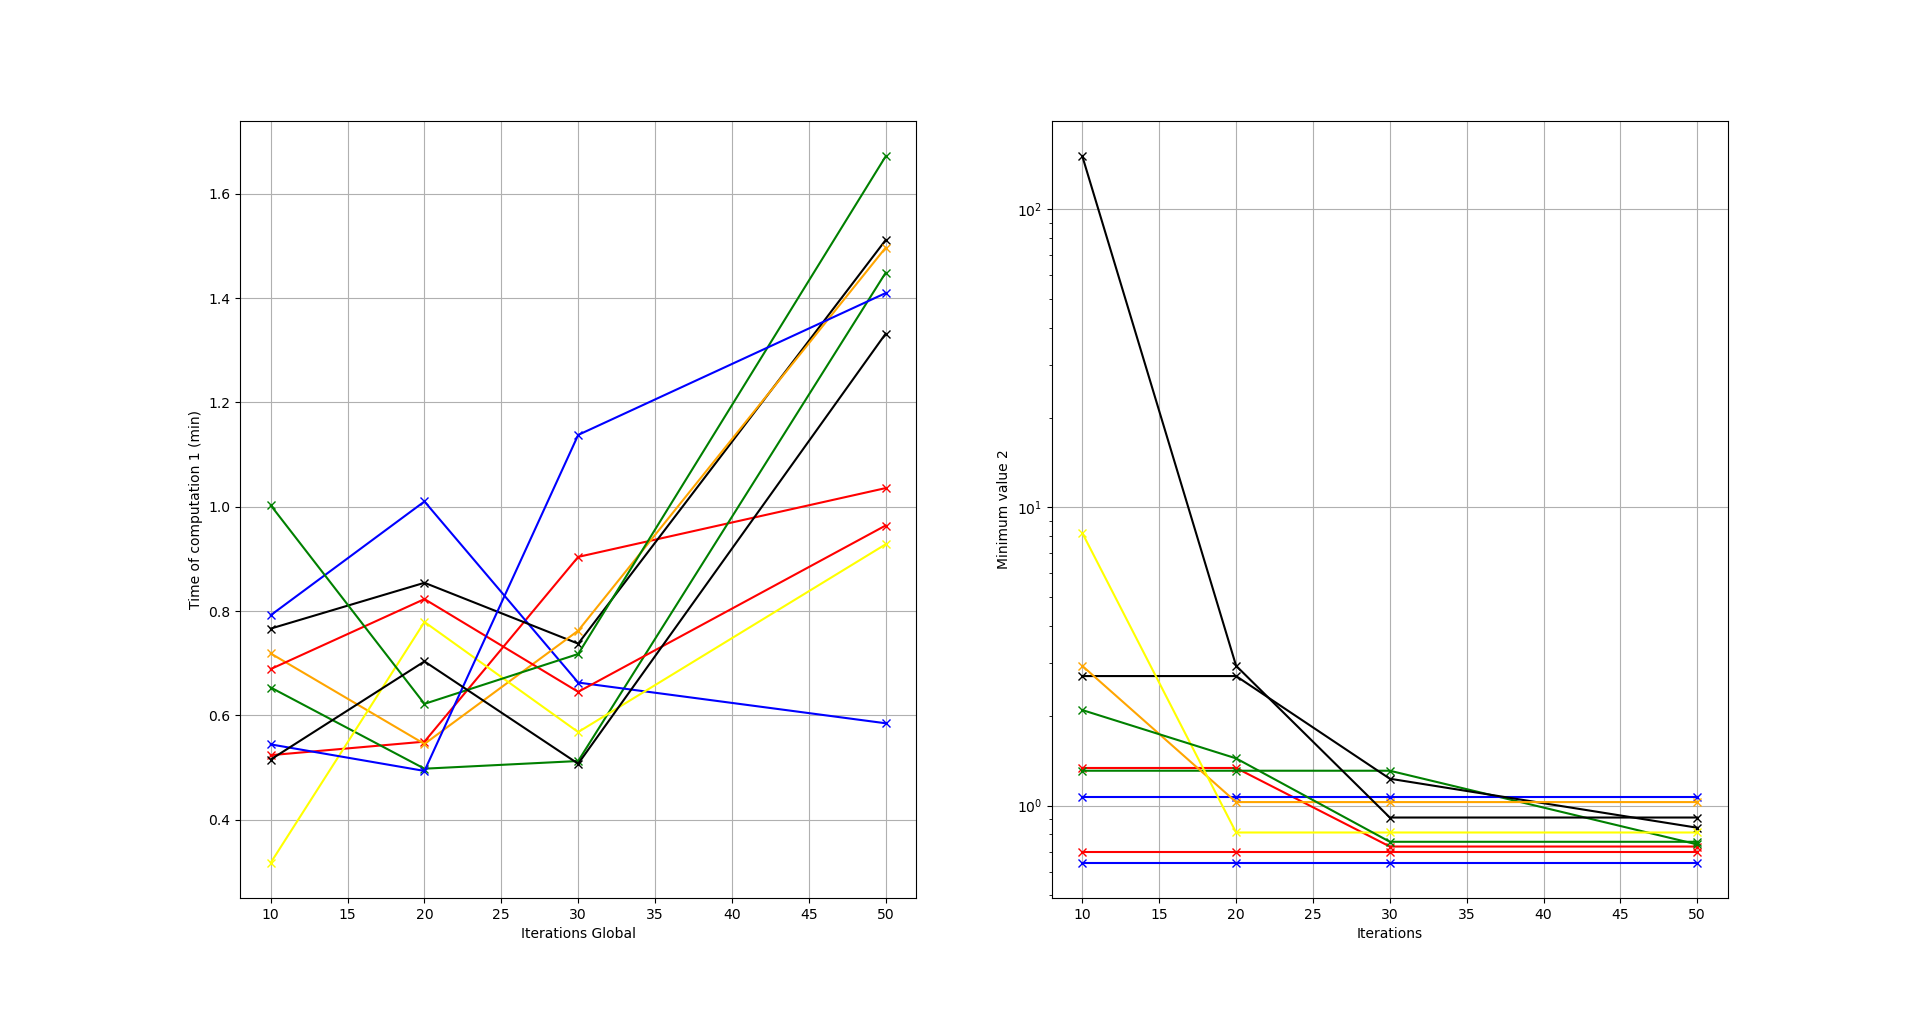 1.6
1.4
1.2
1.0
0.8
0.6
0.4
Time of computation 1 (min)
10 15 20 25 30 35 40 45 50
Iterations Global
10²
10¹
10⁰
Minimum value 2
10 15 20 25 30 35 40 45 50
Iterations